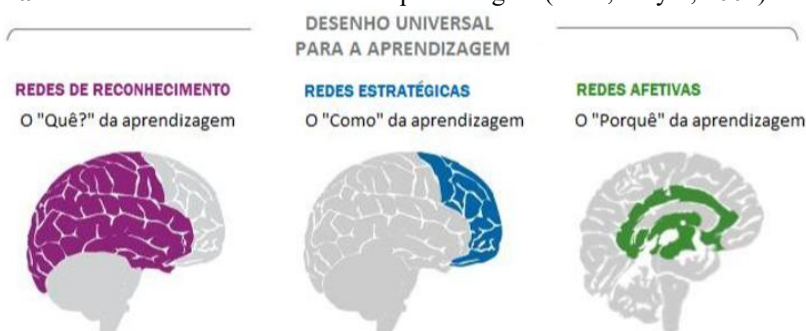 DESENHO UNIVERSAL
PARA A APRENDIZAGEM
REDES DE RECONHECIMENTO
O "Quê?" da aprendizagem
REDES ESTRATÉGICAS
O "Como" da aprendizagem
REDES AFETIVAS
O "Porquê" da aprendizagem